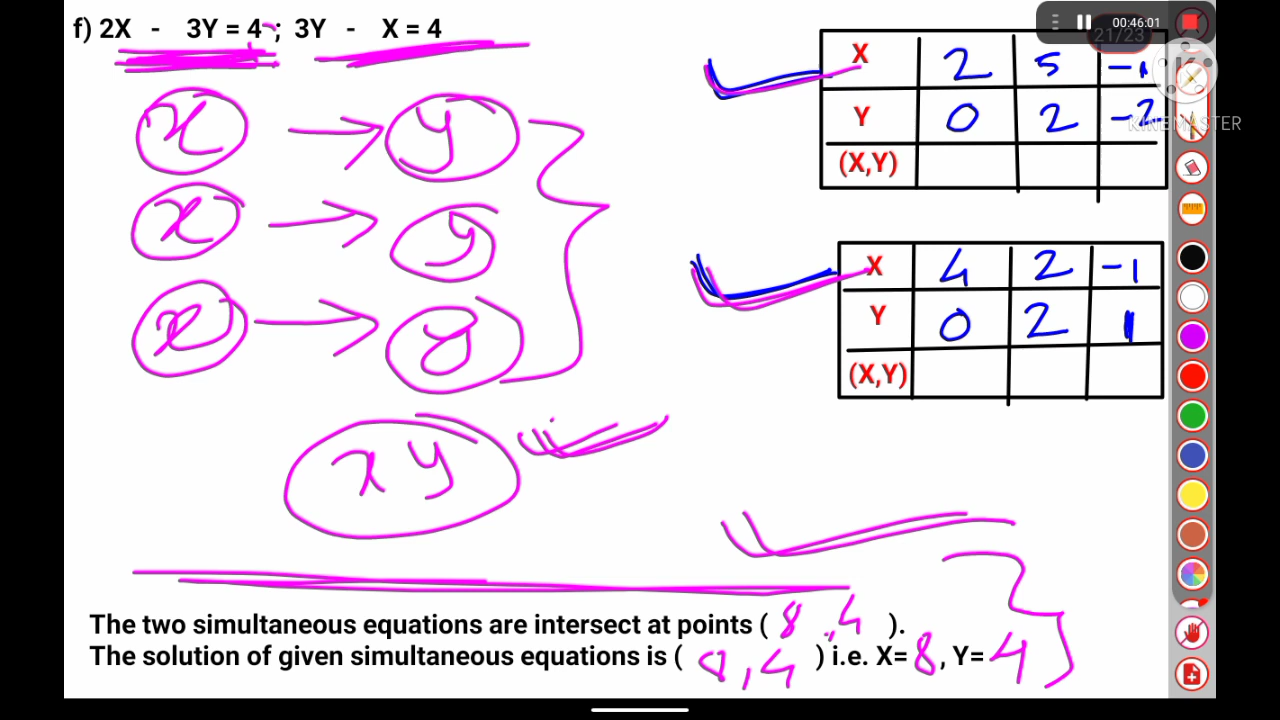 00:46:01
21/23
f) 2X - 3Y = 4 ; 3Y - X = 4
X 2 5 -1
Y 0 2 -2
(X,Y)
KINEMASTER
x → y
x → y
x → y
X 4 2 -1
Y 0 2 1
(X,Y)
x y
The two simultaneous equations are intersect at points ( 8 , 4 ).
The solution of given simultaneous equations is ( 8 , 4 ) i.e. X= 8 , Y= 4